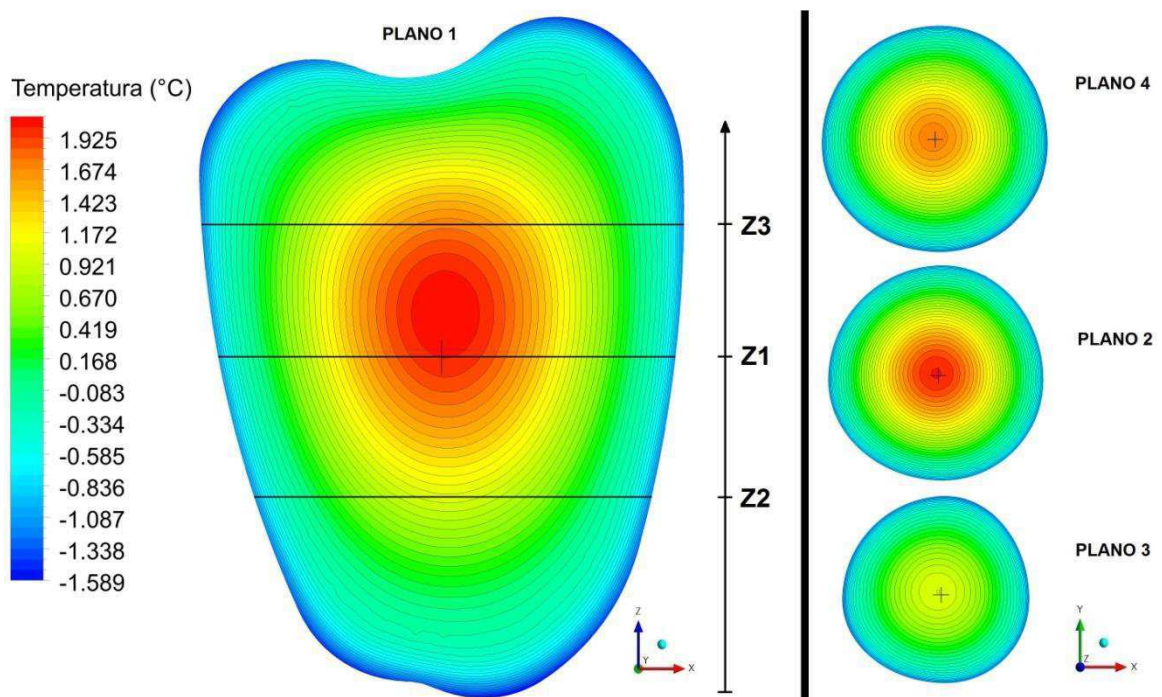 PLANO 1
Temperatura (°C)
1.925
1.674
1.423
1.172
0.921
0.670
0.419
0.168
-0.083
-0.334
-0.585
-0.836
-1.087
-1.338
-1.589
Z3
Z1
Z2
Z
Y
X
PLANO 4
PLANO 2
PLANO 3
Y
Z
X